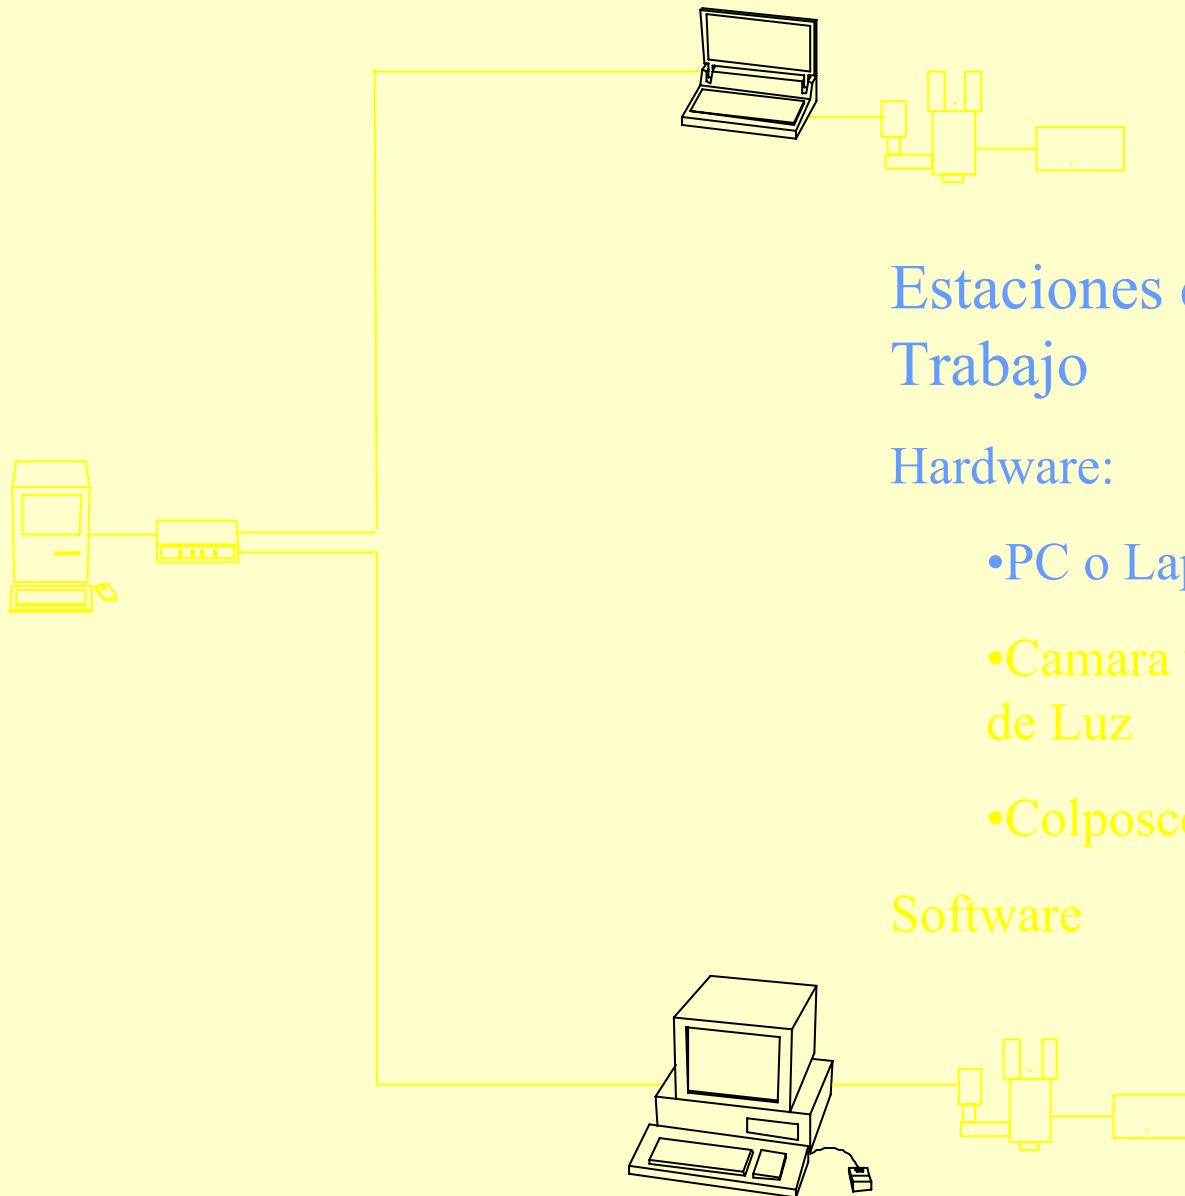 Estaciones
Trabajo
Hardware:
•PC o
•Camara
de Luz
Software